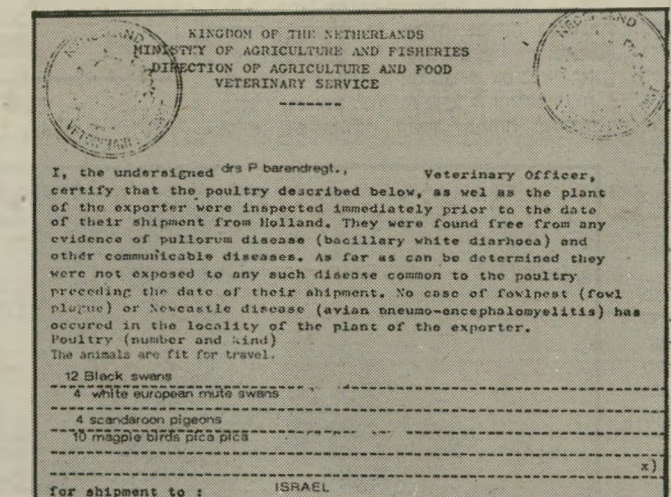 KINGDOM OF THE NETHERLANDS
MINISTRY OF AGRICULTURE AND FISHERIES
DIRECTION OF AGRICULTURE AND FOOD
VETERINARY SERVICE
-------
I, the undersigned drs P barendregt., Veterinary Officer,
certify that the poultry described below, as wel as the plant
of the exporter were inspected immediately prior to the date
of their shipment from Holland. They were found free from any
evidence of pullorum disease (bacillary white diarhoea) and
other communicable diseases. As far as can be determined they
were not exposed to any such disease common to the poultry
preceding the date of their shipment. No case of fowlpest (fowl
plague) or Newcastle disease (avian pneumo-encephalomyelitis) has
occured in the locality of the plant of the exporter.
Poultry (number and kind)
The animals are fit for travel.
12 Black swans
4 white european mute swans
4 scandaroon pigeons
10 magpie birds pica pica
x)
for shipment to : ISRAEL